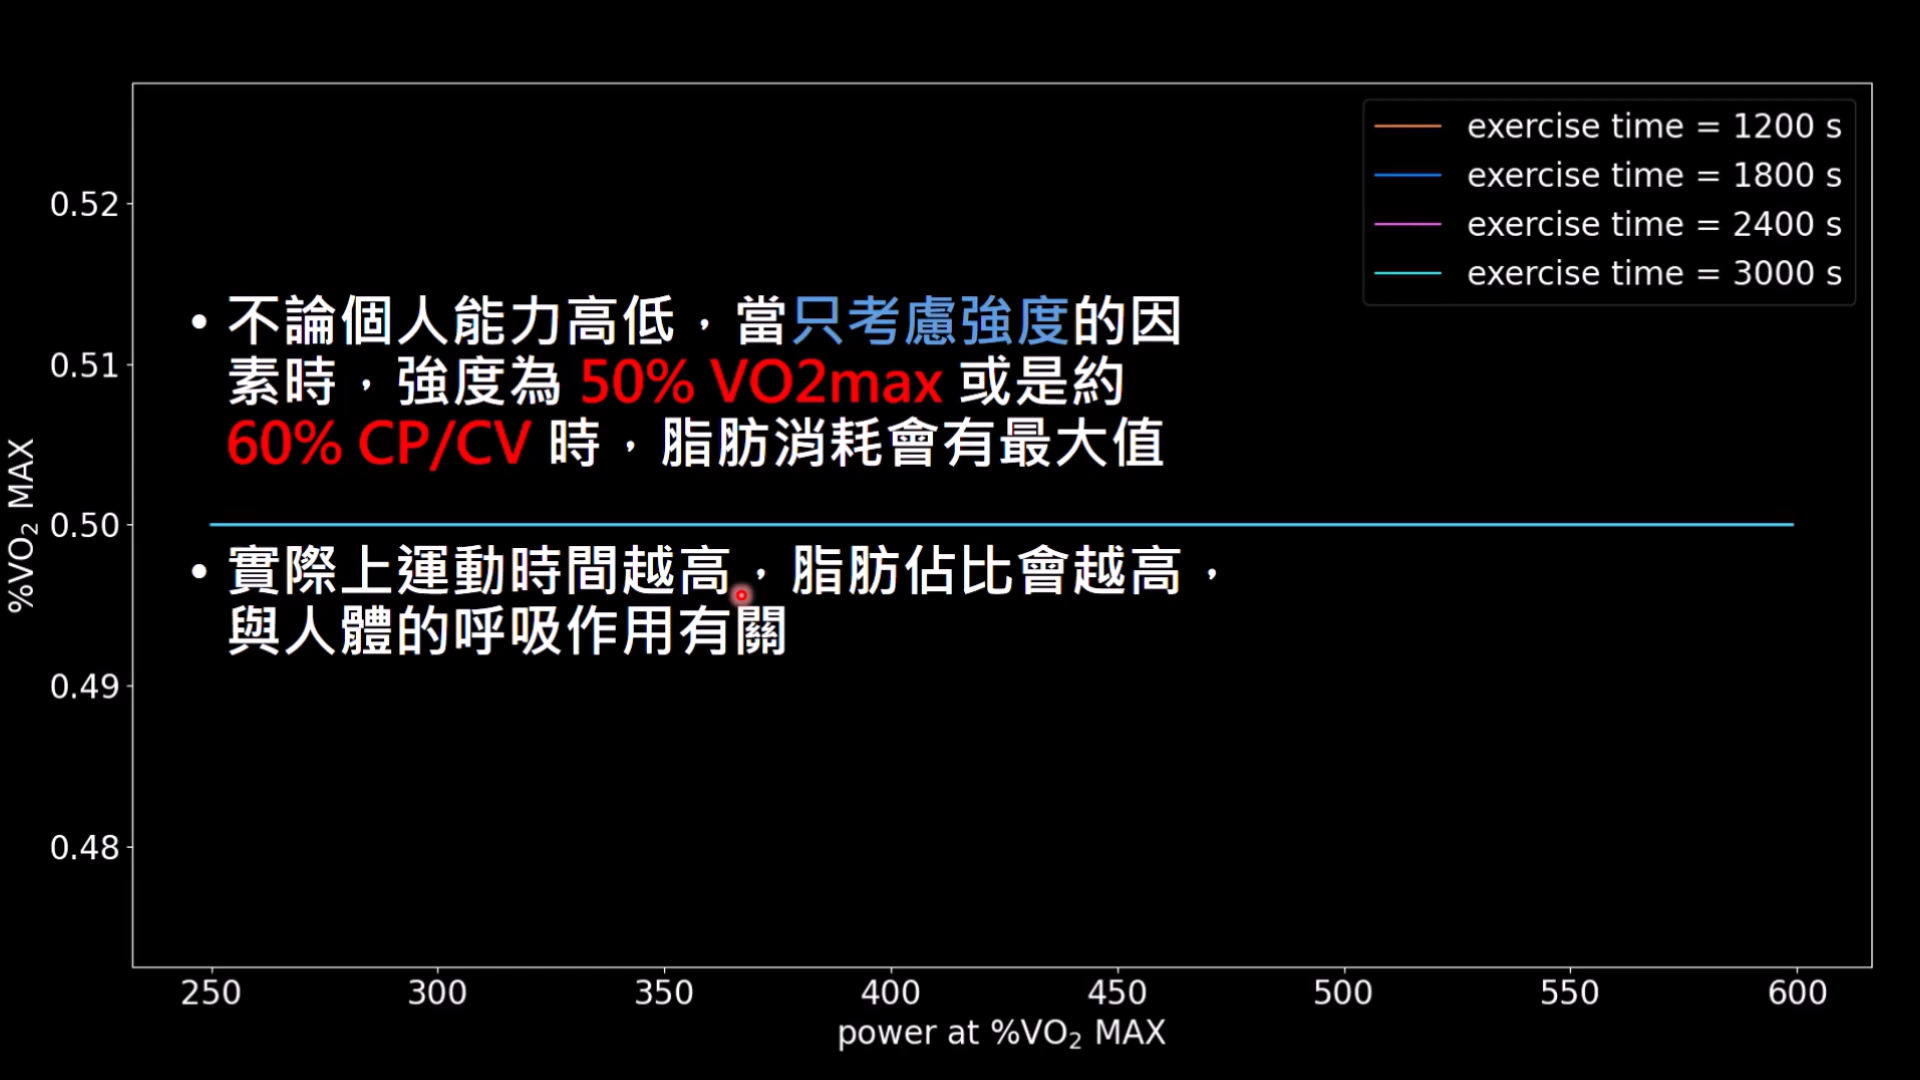 exercise time = 1200 s
exercise time = 1800 s
exercise time = 2400 s
exercise time = 3000 s
• 不論個人能力高低，當只考慮強度的因
素時，強度為 50% VO2max 或是約
60% CP/CV 時，脂肪消耗會有最大值
• 實際上運動時間越高，脂肪佔比會越高，
與人體的呼吸作用有關
%VO₂ MAX
0.52
0.51
0.50
0.49
0.48
250 300 350 400 450 500 550 600
power at %VO₂ MAX